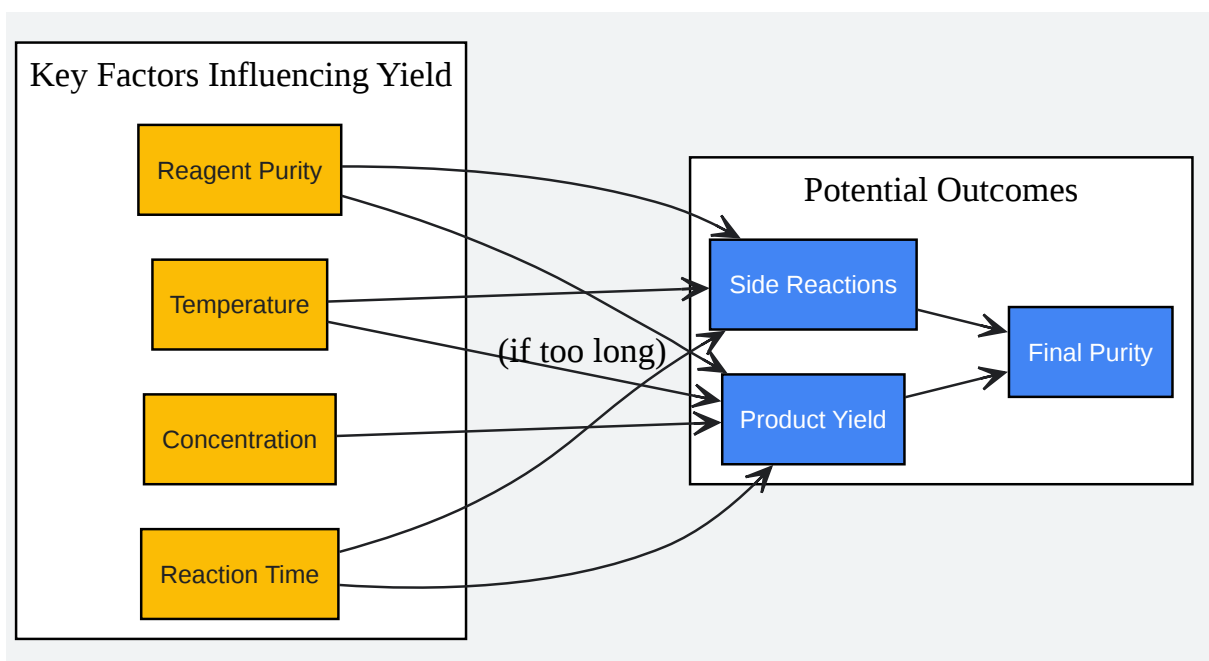 Key Factors Influencing Yield
Reagent Purity
Temperature
Concentration
Reaction Time
(if too long)
Potential Outcomes
Side Reactions
Product Yield
Final Purity